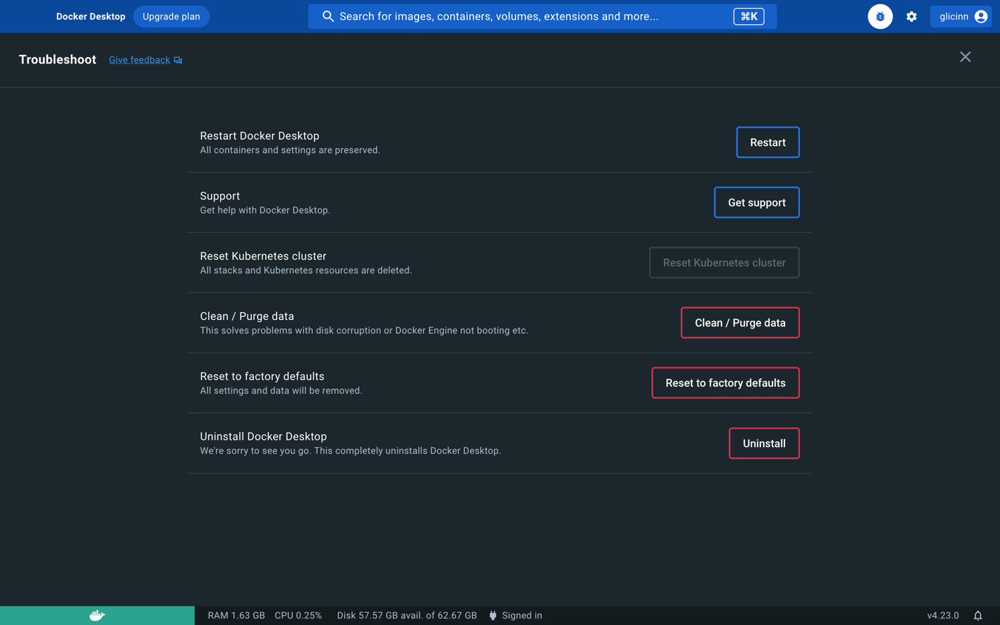 Docker Desktop
Upgrade plan
Search for images, containers, volumes, extensions and more...
⌘K
glicinn
Troubleshoot
Give feedback
Restart Docker Desktop
All containers and settings are preserved.
Restart
Support
Get help with Docker Desktop.
Get support
Reset Kubernetes cluster
All stacks and Kubernetes resources are deleted.
Reset Kubernetes cluster
Clean / Purge data
This solves problems with disk corruption or Docker Engine not booting etc.
Clean / Purge data
Reset to factory defaults
All settings and data will be removed.
Reset to factory defaults
Uninstall Docker Desktop
We're sorry to see you go. This completely uninstalls Docker Desktop.
Uninstall
RAM 1.63 GB CPU 0.25% Disk 57.57 GB avail. of 62.67 GB Signed in
v4.23.0